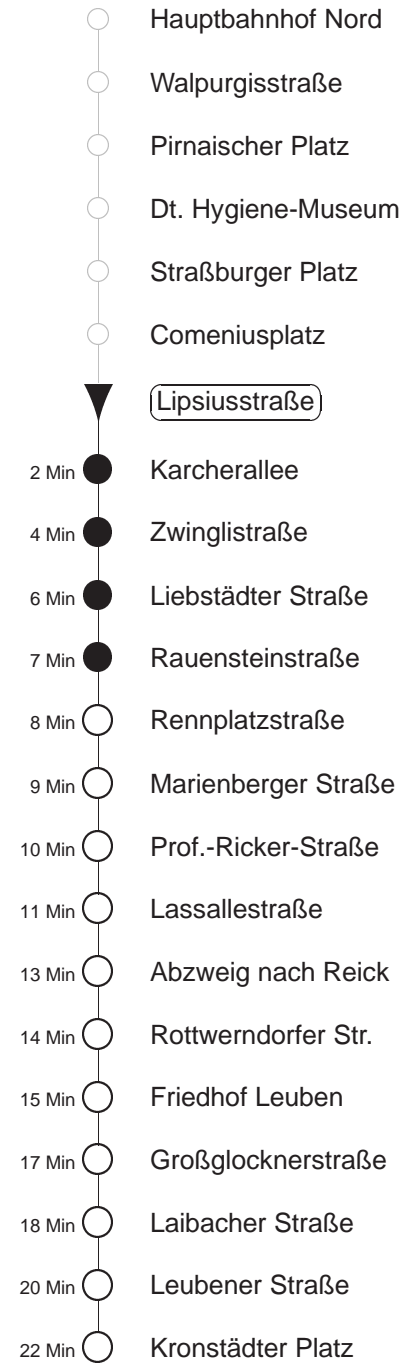 Hauptbahnhof Nord
Walpurgisstraße
Pirnaischer Platz
Dt. Hygiene-Museum
Straßburger Platz
Comeniusplatz
Lipsiusstraße
2 Min Karcherallee
4 Min Zwinglistraße
6 Min Liebstädter Straße
7 Min Rauensteinstraße
8 Min Rennplatzstraße
9 Min Marienberger Straße
10 Min Prof.-Ricker-Straße
11 Min Lassallestraße
13 Min Abzweig nach Reick
14 Min Rottwerndorfer Str.
15 Min Friedhof Leuben
17 Min Großglocknerstraße
18 Min Laibacher Straße
20 Min Leubener Straße
22 Min Kronstädter Platz